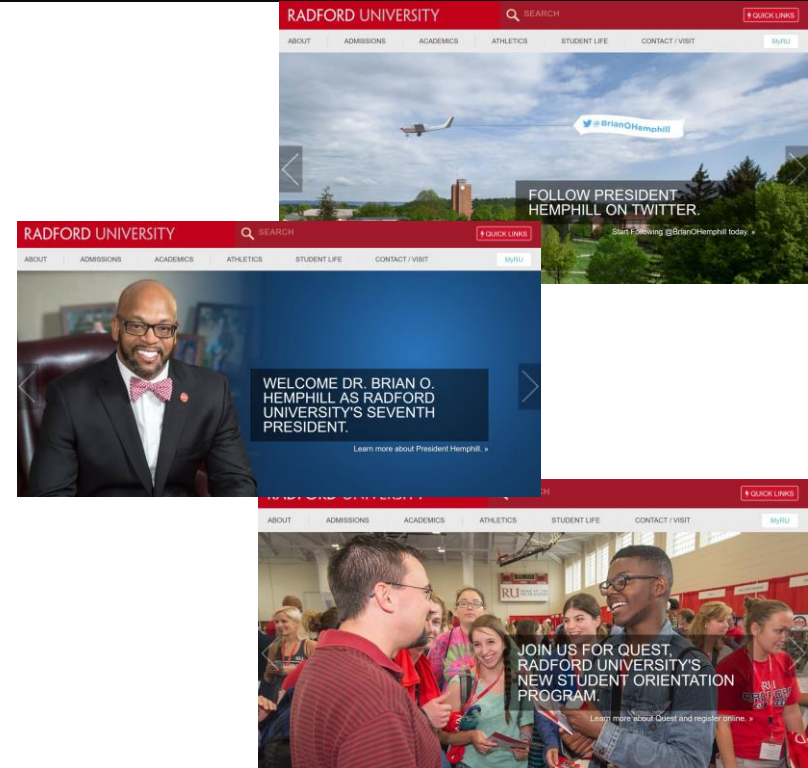 RADFORD UNIVERSITY
SEARCH
QUICK LINKS
ABOUT ADMISSIONS ACADEMICS ATHLETICS STUDENT LIFE CONTACT / VISIT MyRU
@BrianOHemphill
FOLLOW PRESIDENT
HEMPHILL ON TWITTER.
Start Following @BrianOHemphill today. »
RADFORD UNIVERSITY
SEARCH
QUICK LINKS
ABOUT ADMISSIONS ACADEMICS ATHLETICS STUDENT LIFE CONTACT / VISIT MyRU
WELCOME DR. BRIAN O.
HEMPHILL AS RADFORD
UNIVERSITY'S SEVENTH
PRESIDENT.
Learn more about President Hemphill. »
RADFORD UNIVERSITY
QUICK LINKS
ABOUT ADMISSIONS ACADEMICS ATHLETICS STUDENT LIFE CONTACT / VISIT MyRU
RU
JOIN US FOR QUEST,
RADFORD UNIVERSITY'S
NEW STUDENT ORIENTATION
PROGRAM.
Learn more about Quest and register online. »